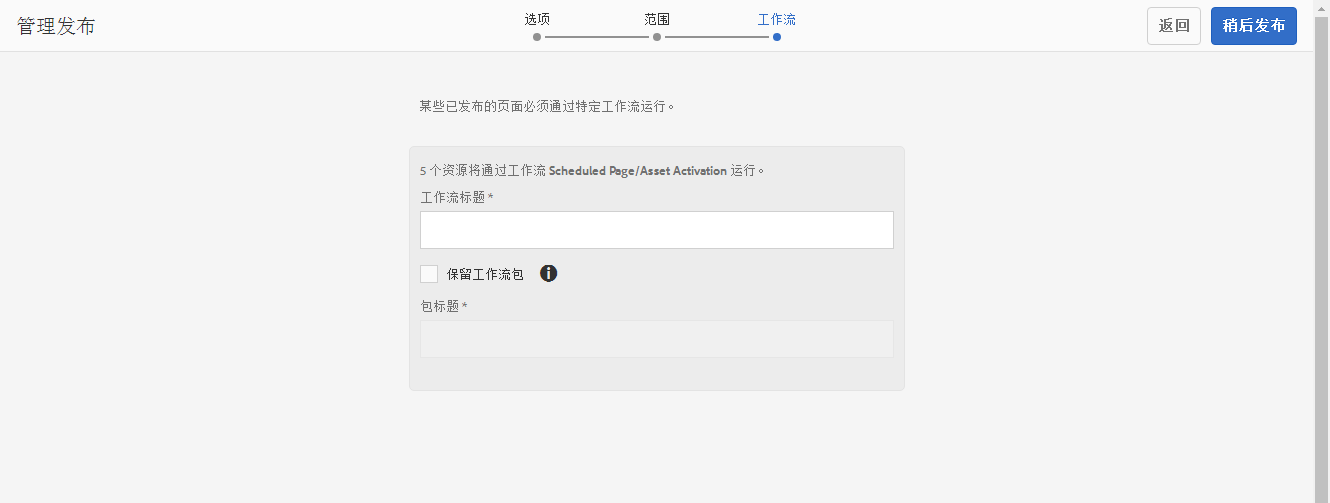 管理发布
选项
范围
工作流
返回
稍后发布
某些已发布的页面必须通过特定工作流运行。
5 个资源将通过工作流 Scheduled Page/Asset Activation 运行。
工作流标题 *
保留工作流包
包标题 *